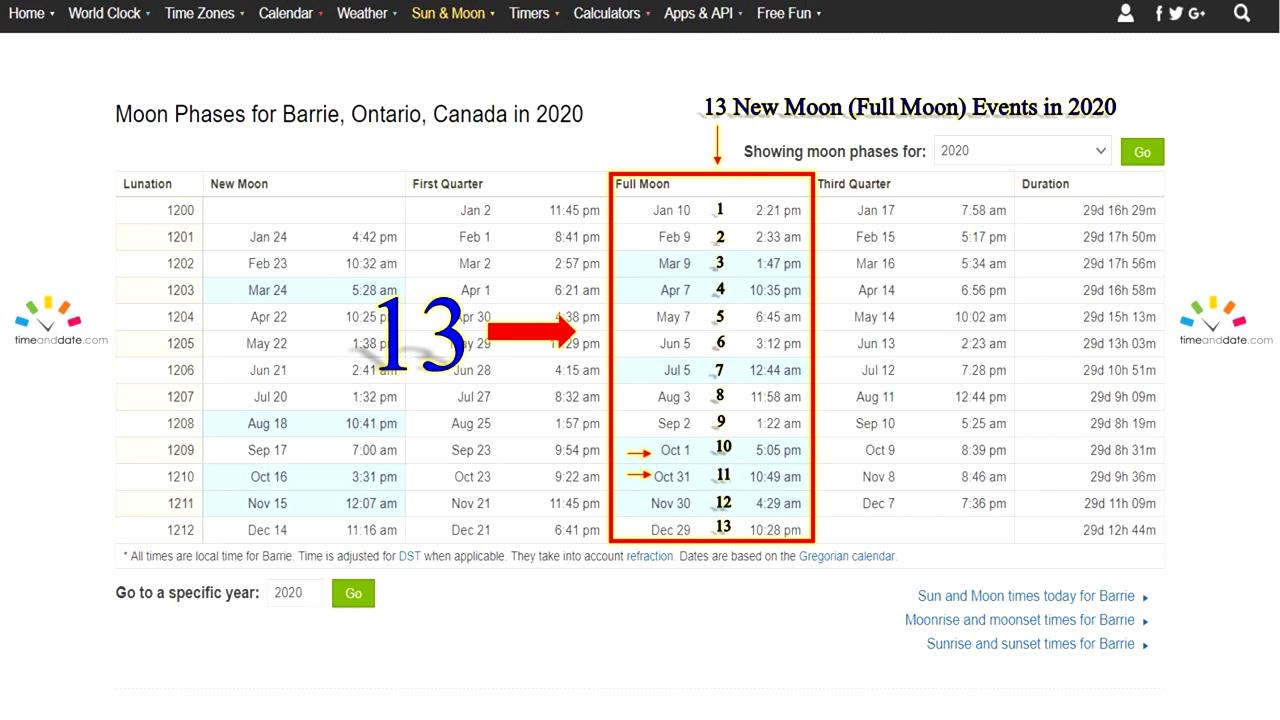 Home World Clock Time Zones Calendar Weather Sun & Moon Timers Calculators Apps & API Free Fun
Moon Phases for Barrie, Ontario, Canada in 2020
13 New Moon (Full Moon) Events in 2020
Showing moon phases for: 2020 Go
Lunation New Moon First Quarter Full Moon Third Quarter Duration
1200 Jan 2 11:45 pm Jan 10 1 2:21 pm Jan 17 7:58 am 29d 16h 29m
1201 Jan 24 4:42 pm Feb 1 8:41 pm Feb 9 2 2:33 am Feb 15 5:17 pm 29d 17h 50m
1202 Feb 23 10:32 am Mar 2 2:57 pm Mar 9 3 1:47 pm Mar 16 5:34 am 29d 17h 56m
1203 Mar 24 5:28 am Apr 1 6:21 am Apr 7 4 10:35 pm Apr 14 6:56 pm 29d 16h 58m
1204 Apr 22 10:25 pm Apr 30 4:38 pm May 7 5 6:45 am May 14 10:02 am 29d 15h 13m
13
1205 May 22 1:38 pm May 29 11:29 pm Jun 5 6 3:12 pm Jun 13 2:23 am 29d 13h 03m
1206 Jun 21 2:41 am Jun 28 4:15 am Jul 5 7 12:44 am Jul 12 7:28 pm 29d 10h 51m
1207 Jul 20 1:32 pm Jul 27 8:32 am Aug 3 8 11:58 am Aug 11 12:44 pm 29d 9h 09m
1208 Aug 18 10:41 pm Aug 25 1:57 pm Sep 2 9 1:22 am Sep 10 5:25 am 29d 8h 19m
1209 Sep 17 7:00 am Sep 23 9:54 pm Oct 1 10 5:05 pm Oct 9 8:39 pm 29d 8h 31m
1210 Oct 16 3:31 pm Oct 23 9:22 am Oct 31 11 10:49 am Nov 8 8:46 am 29d 9h 36m
1211 Nov 15 12:07 am Nov 21 11:45 pm Nov 30 12 4:29 am Dec 7 7:36 pm 29d 11h 09m
1212 Dec 14 11:16 am Dec 21 6:41 pm Dec 29 13 10:28 pm 29d 12h 44m
* All times are local time for Barrie. Time is adjusted for DST when applicable. They take into account refraction. Dates are based on the Gregorian calendar.
Go to a specific year: 2020 Go
Sun and Moon times today for Barrie
Moonrise and moonset times for Barrie
Sunrise and sunset times for Barrie
timeanddate.com
timeanddate.com